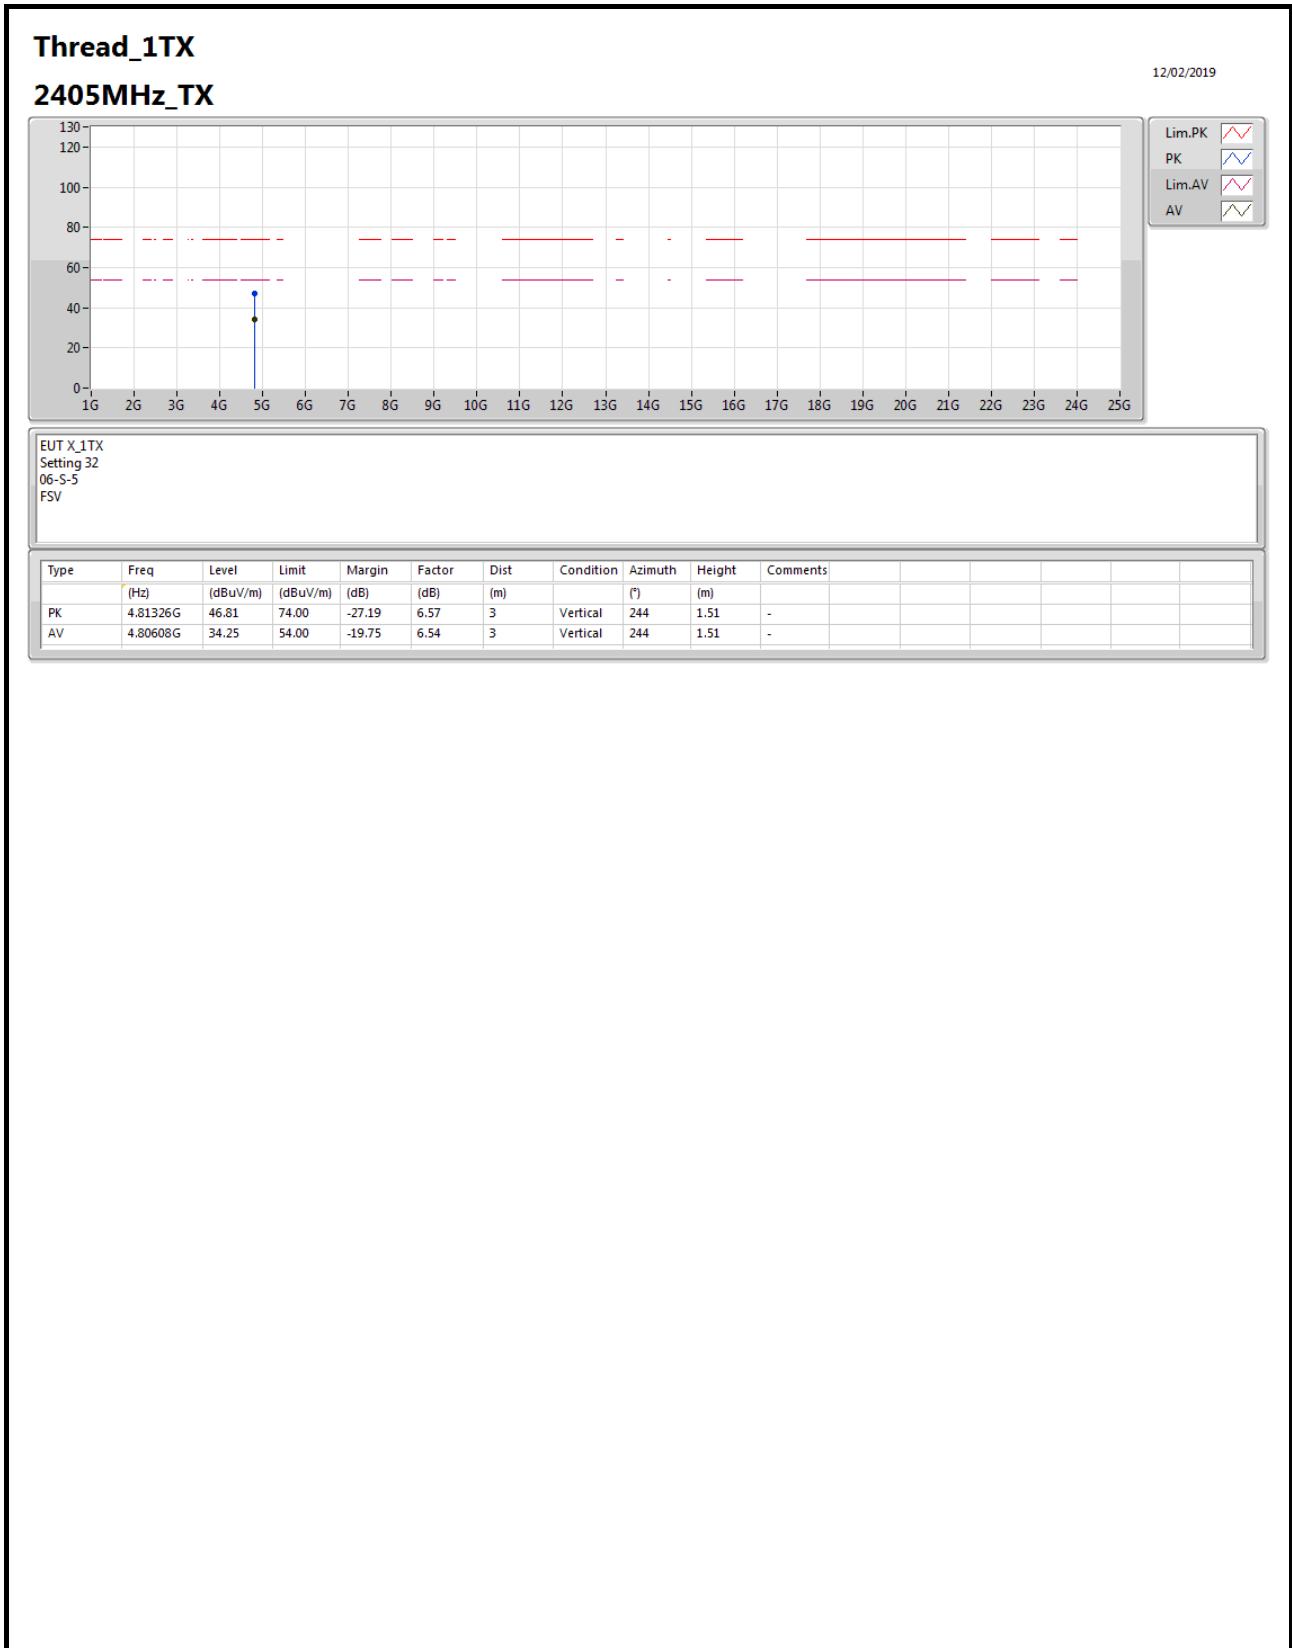 Thread_1TX
12/02/2019
2405MHz_TX
130
120
100
80
60
40
20
0
1G 2G 3G 4G 5G 6G 7G 8G 9G 10G 11G 12G 13G 14G 15G 16G 17G 18G 19G 20G 21G 22G 23G 24G 25G
Lim.PK
PK
Lim.AV
AV
EUT X_1TX
Setting 32
06-S-5
FSV
Type Freq Level Limit Margin Factor Dist Condition Azimuth Height Comments
(Hz) (dBuV/m) (dBuV/m) (dB) (dB) (m) (°) (m)
PK 4.81326G 46.81 74.00 -27.19 6.57 3 Vertical 244 1.51 -
AV 4.80608G 34.25 54.00 -19.75 6.54 3 Vertical 244 1.51 -